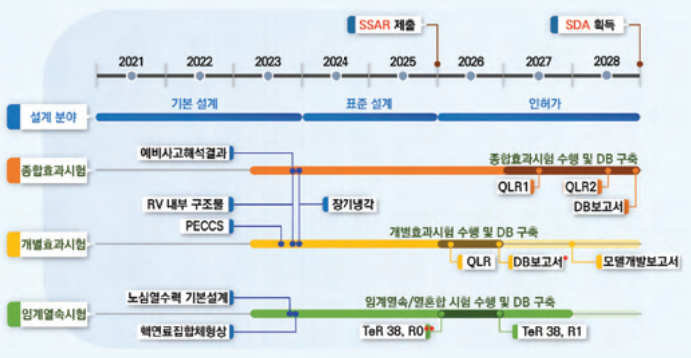 SSAR 제출
SDA 획득
2021 2022 2023 2024 2025 2026 2027 2028
설계 분야
기본 설계
표준 설계
인허가
예비사고해석결과
종합효과시험
종합효과시험 수행 및 DB 구축
QLR1
QLR2
RV 내부 구조물
장기냉각
DB보고서
PECCS
개별효과시험
개별효과시험 수행 및 DB 구축
QLR
DB보고서*
모델개발보고서
노심열수력 기본설계
임계열속시험
임계열속/열혼합 시험 수행 및 DB 구축
핵연료집합체형상
TeR 38, R0**
TeR 38, R1